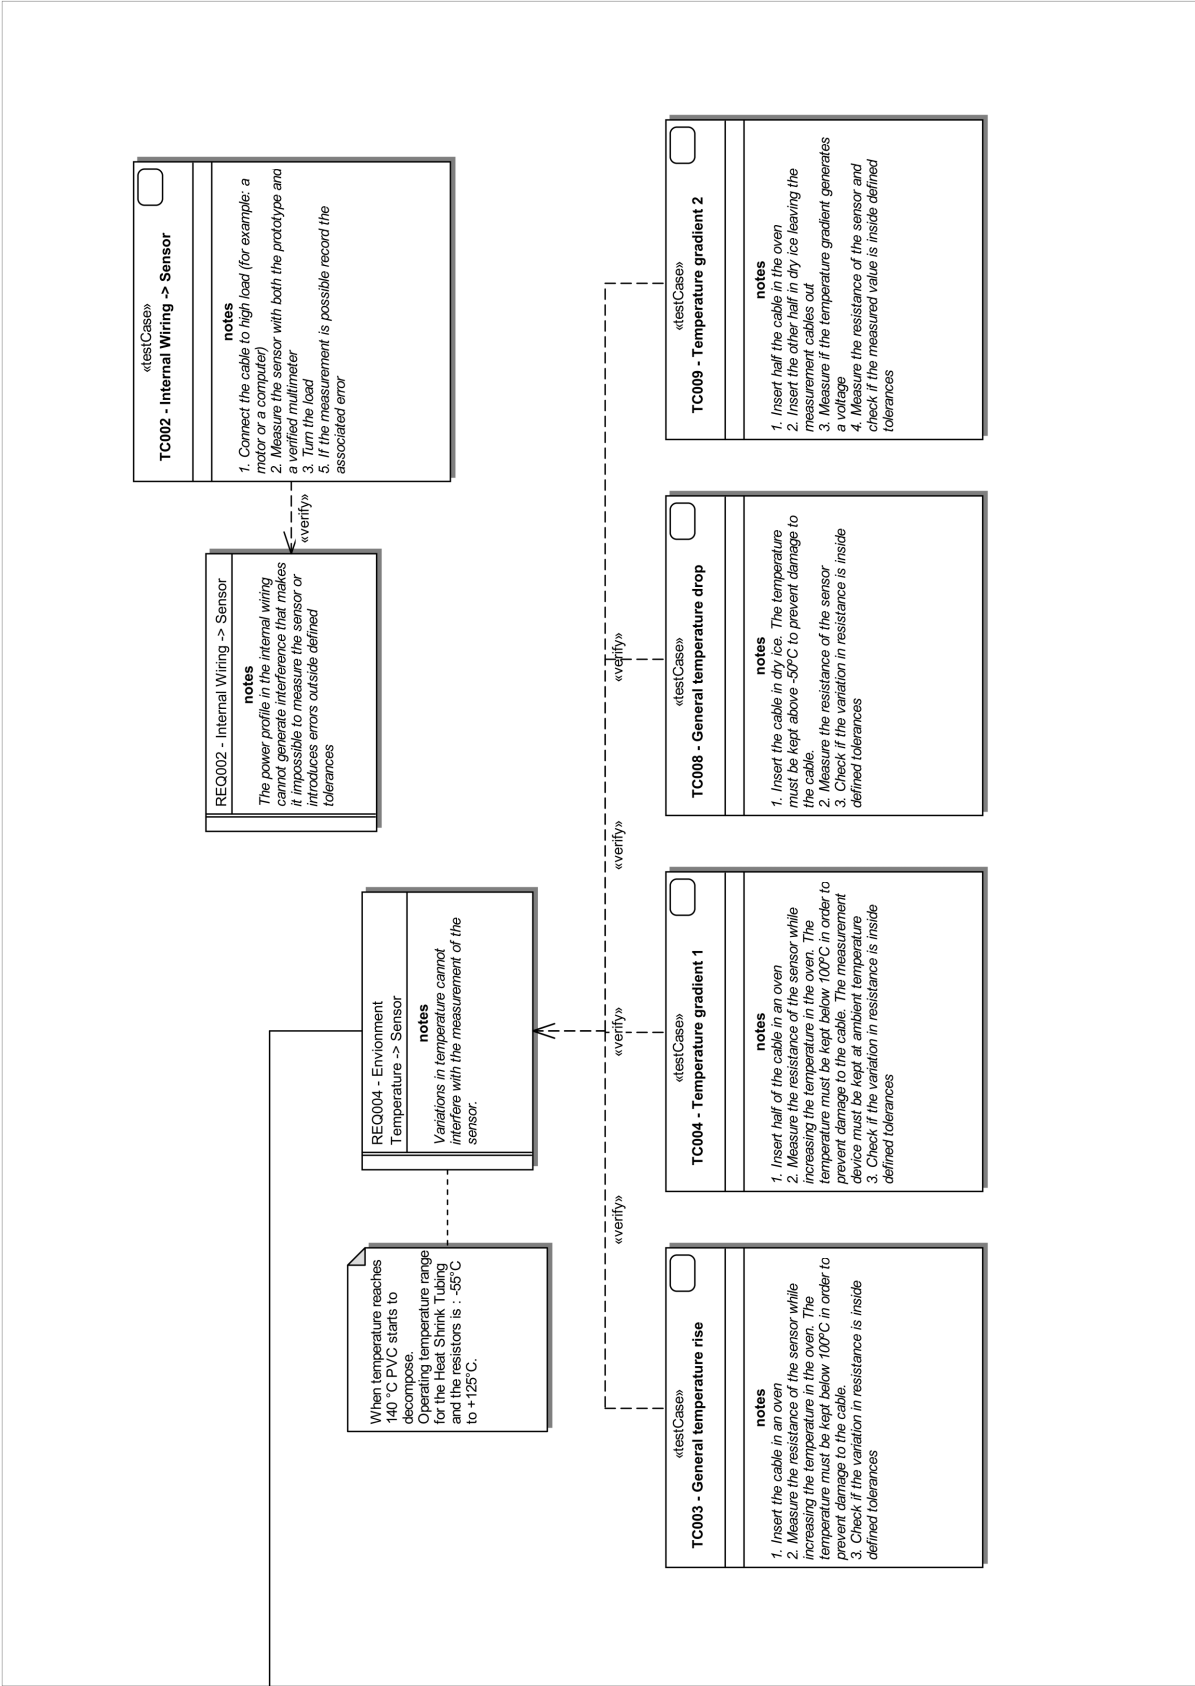 «testCase»
TC002 - Internal Wiring -> Sensor
notes
1. Connect the cable to high load (for example: a
motor or a computer)
2. Measure the sensor with both the prototype and
a verified multimeter
3. Turn the load
5. If the measurement is possible record the
associated error
«verify»
REQ002 - Internal Wiring -> Sensor
notes
The power profile in the internal wiring
cannot generate interference that makes
it impossible to measure the sensor or
introduces errors outside defined
tolerances
When temperature reaches
140 °C PVC starts to
decompose.
Operating temperature range
for the Heat Shrink Tubing
and the resistors is : -55°C
to +125°C.
REQ004 - Envionment
Temperature -> Sensor
notes
Variations in temperature cannot
interfere with the measurement of the
sensor.
«verify»
«verify»
«verify»
«verify»
«testCase»
TC003 - General temperature rise
notes
1. Insert the cable in an oven
2. Measure the resistance of the sensor while
increasing the temperature in the oven. The
temperature must be kept below 100ºC in order to
prevent damage to the cable.
3. Check if the variation in resistance is inside
defined tolerances
«testCase»
TC004 - Temperature gradient 1
notes
1. Insert half of the cable in an oven
2. Measure the resistance of the sensor while
increasing the temperature in the oven. The
temperature must be kept below 100ºC in order to
prevent damage to the cable. The measurement
device must be kept at ambient temperature
3. Check if the variation in resistance is inside
defined tolerances
«testCase»
TC008 - General temperature drop
notes
1. Insert the cable in dry ice. The temperature
must be kept above -50ºC to prevent damage to
the cable.
2. Measure the resistance of the sensor
3. Check if the variation in resistance is inside
defined tolerances
«testCase»
TC009 - Temperature gradient 2
notes
1. Insert half the cable in the oven
2. Insert the other half in dry ice leaving the
measurement cables out
3. Measure if the temperature gradient generates
a voltage
4. Measure the resistance of the sensor and
check if the measured value is inside defined
tolerances